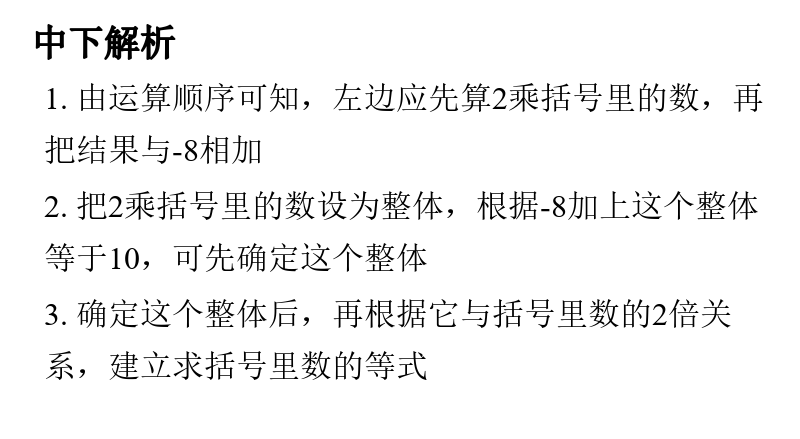 中下解析
1. 由运算顺序可知，左边应先算2乘括号里的数，再
把结果与-8相加
2. 把2乘括号里的数设为整体，根据-8加上这个整体
等于10，可先确定这个整体
3. 确定这个整体后，再根据它与括号里数的2倍关
系，建立求括号里数的等式